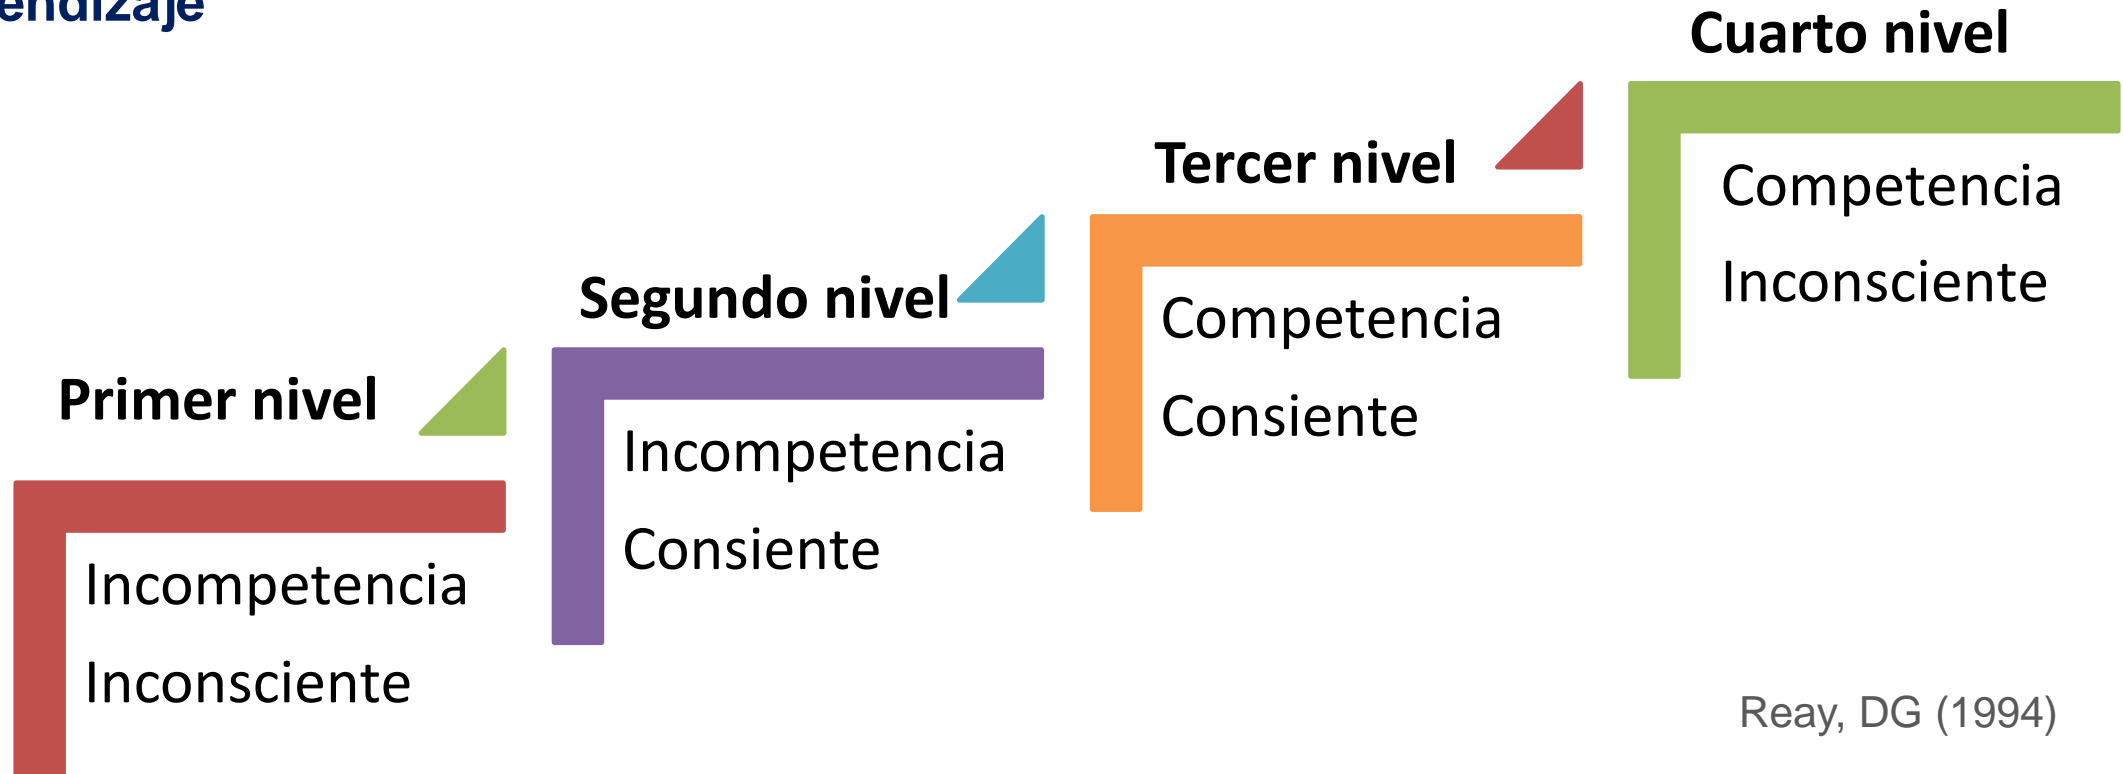 endizaje
Primer nivel
Incompetencia
Inconsciente
Segundo nivel
Incompetencia
Consiente
Tercer nivel
Competencia
Consiente
Cuarto nivel
Competencia
Inconsciente
Reay, DG (1994)